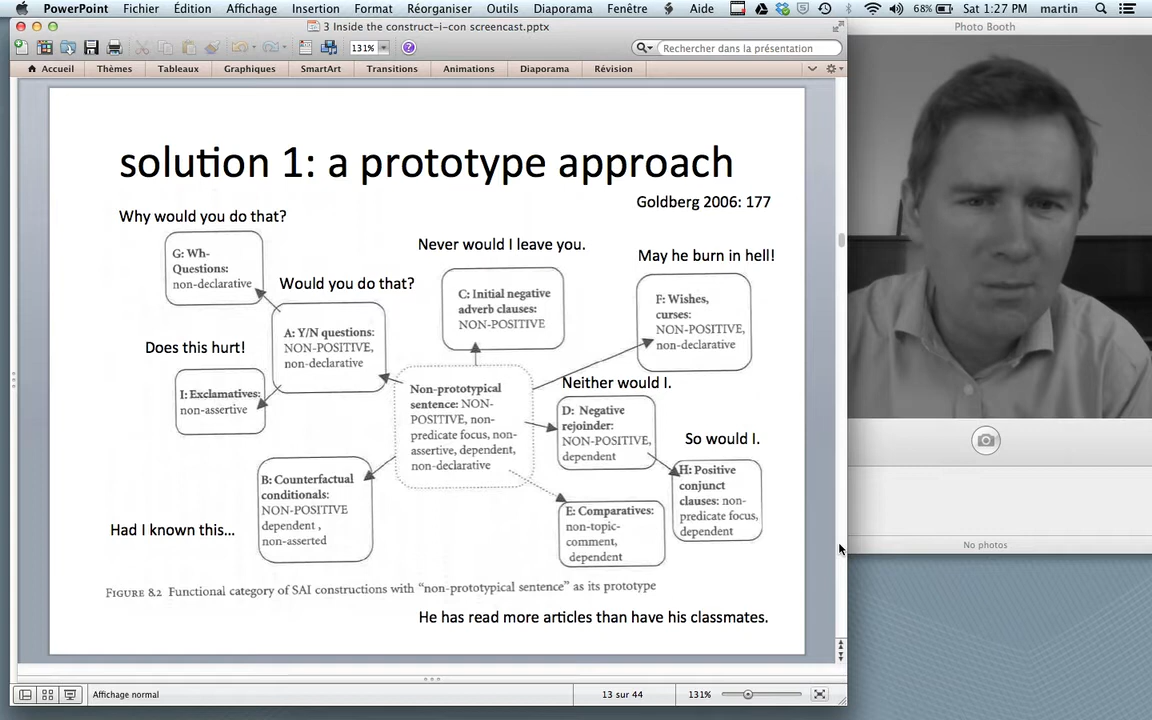 PowerPoint Fichier Édition Affichage Insertion Format Réorganiser Outils Diaporama Fenêtre Aide 68% Sat 1:27 PM martin
3 Inside the construct-i-con screencast.pptx
Photo Booth
131%
Rechercher dans la présentation
Accueil Thèmes Tableaux Graphiques SmartArt Transitions Animations Diaporama Révision
solution 1: a prototype approach
Goldberg 2006: 177
Why would you do that?
G: Wh-
Questions:
non-declarative
Would you do that?
A: Y/N questions:
NON-POSITIVE,
non-declarative
Never would I leave you.
C: Initial negative
adverb clauses:
NON-POSITIVE
May he burn in hell!
F: Wishes,
curses:
NON-POSITIVE,
non-declarative
Does this hurt!
I: Exclamatives:
non-assertive
Non-prototypical
sentence: NON-
POSITIVE, non-
predicate focus, non-
assertive, dependent,
non-declarative
Neither would I.
D: Negative
rejoinder:
NON-POSITIVE,
dependent
So would I.
H: Positive
conjunct
clauses: non-
predicate focus,
dependent
Had I known this...
B: Counterfactual
conditionals:
NON-POSITIVE
dependent ,
non-asserted
E: Comparatives:
non-topic-
comment,
dependent
FIGURE 8.2 Functional category of SAI constructions with “non-prototypical sentence” as its prototype
He has read more articles than have his classmates.
No photos
Affichage normal 13 sur 44 131%